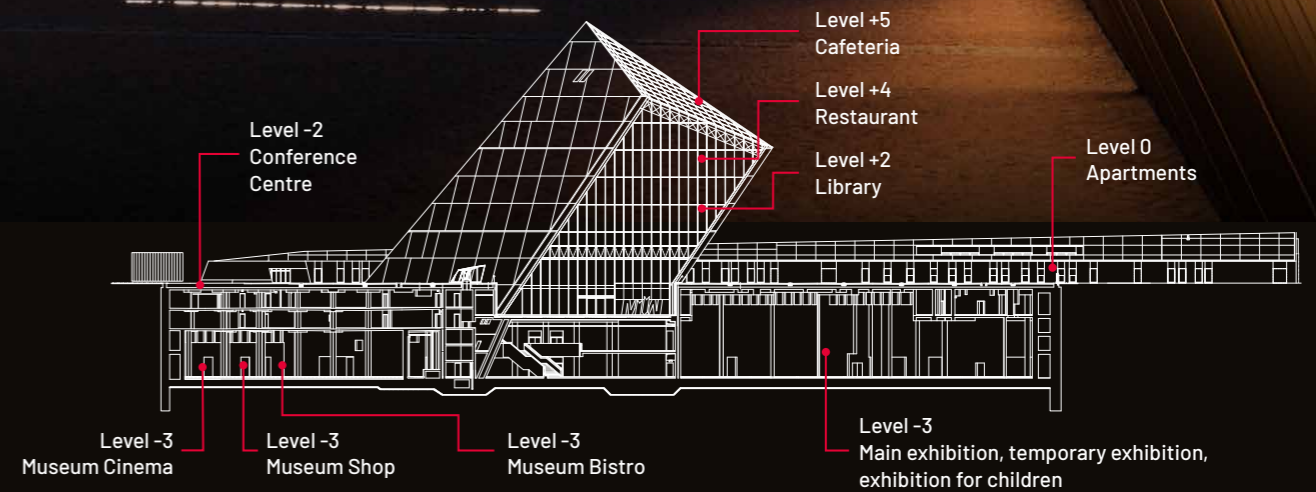 Level +5
Cafeteria
Level +4
Restaurant
Level -2
Conference
Centre
Level +2
Library
Level 0
Apartments
Level -3
Museum Cinema
Level -3
Museum Shop
Level -3
Museum Bistro
Level -3
Main exhibition, temporary exhibition,
exhibition for children